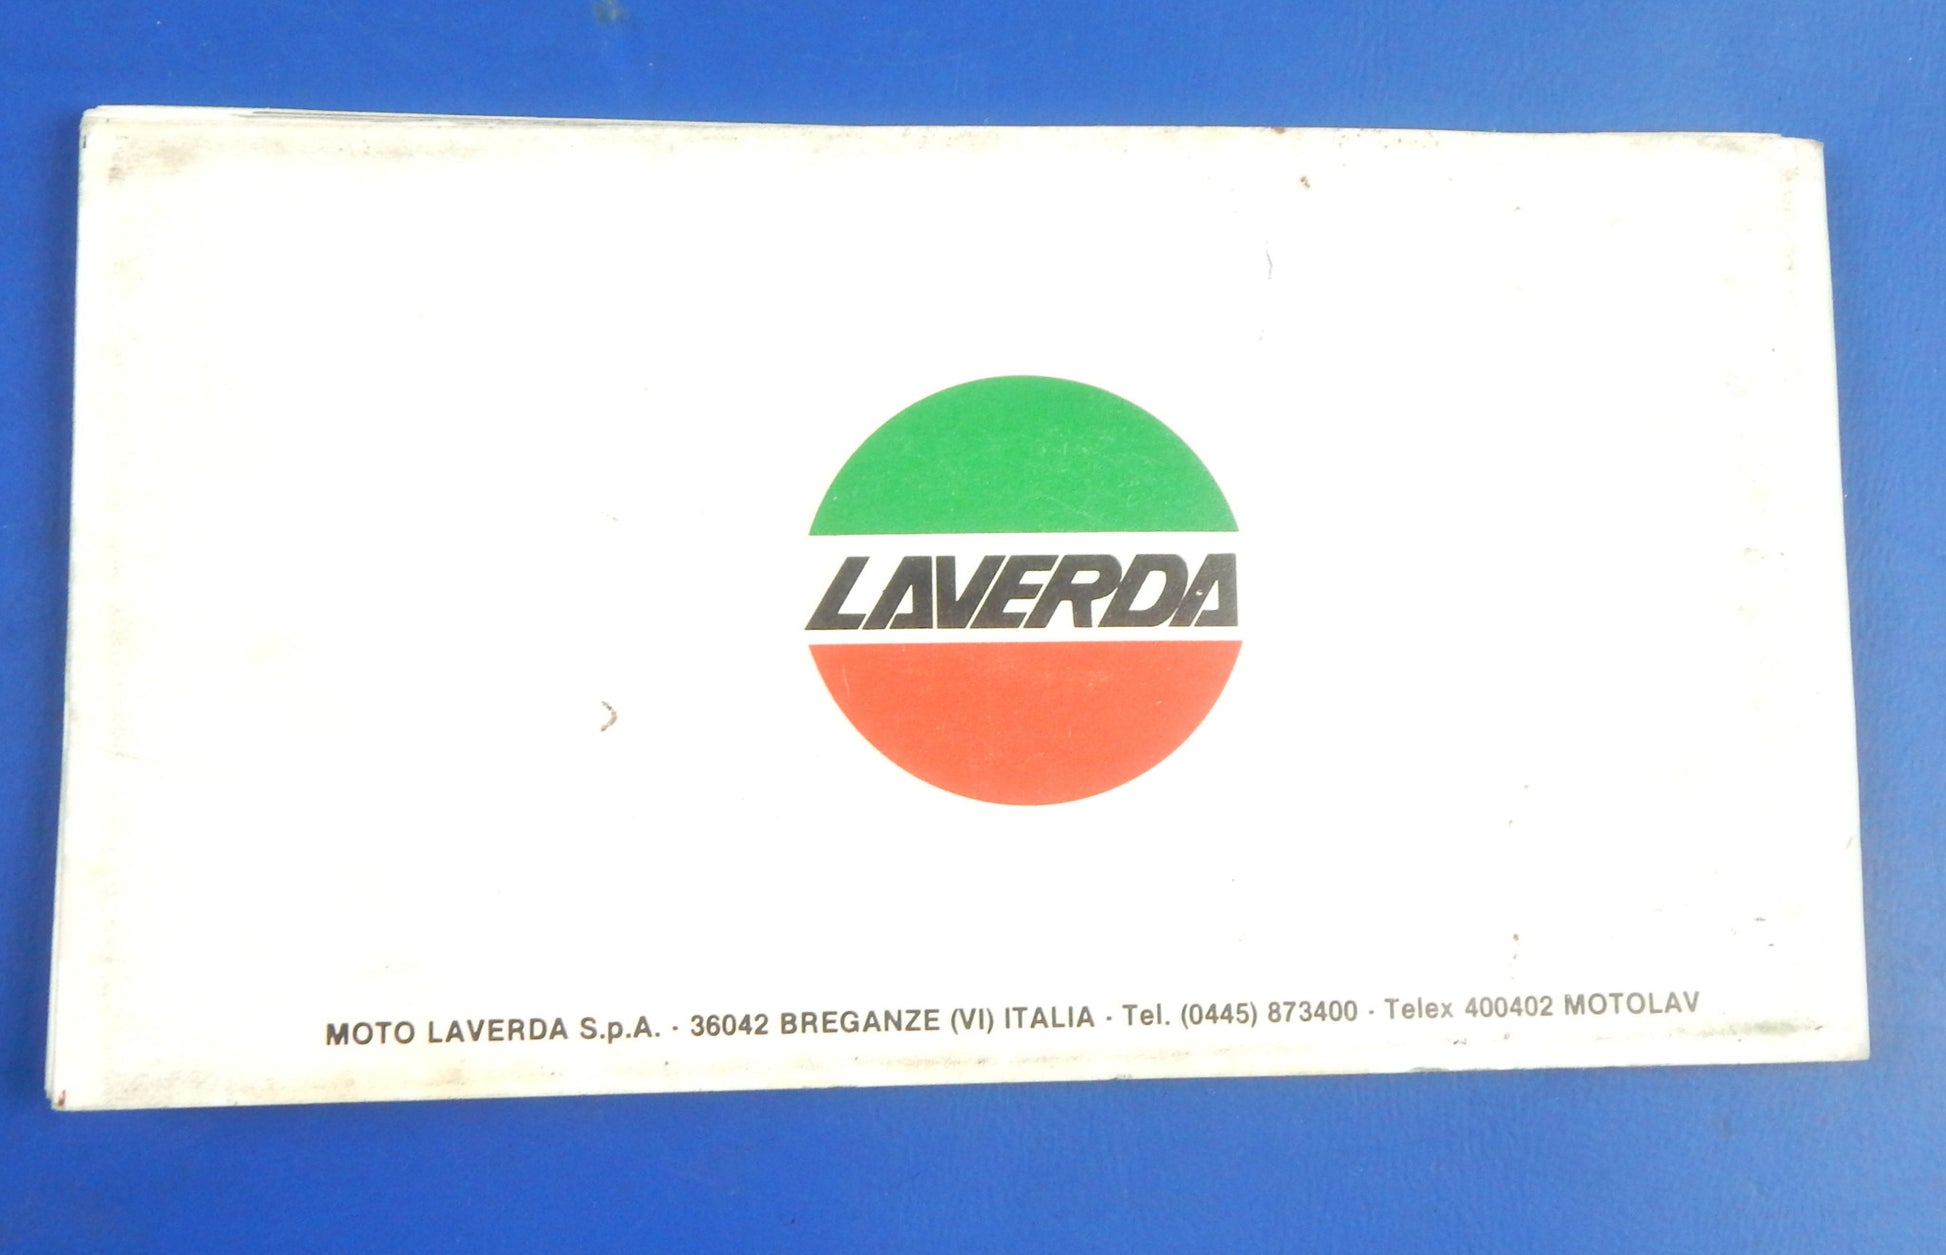 LAVERDA
MOTO LAVERDA S.p.A. · 36042 BREGANZE (VI) ITALIA · Tel. (0445) 873400 · Telex 400402 MOTOLAV